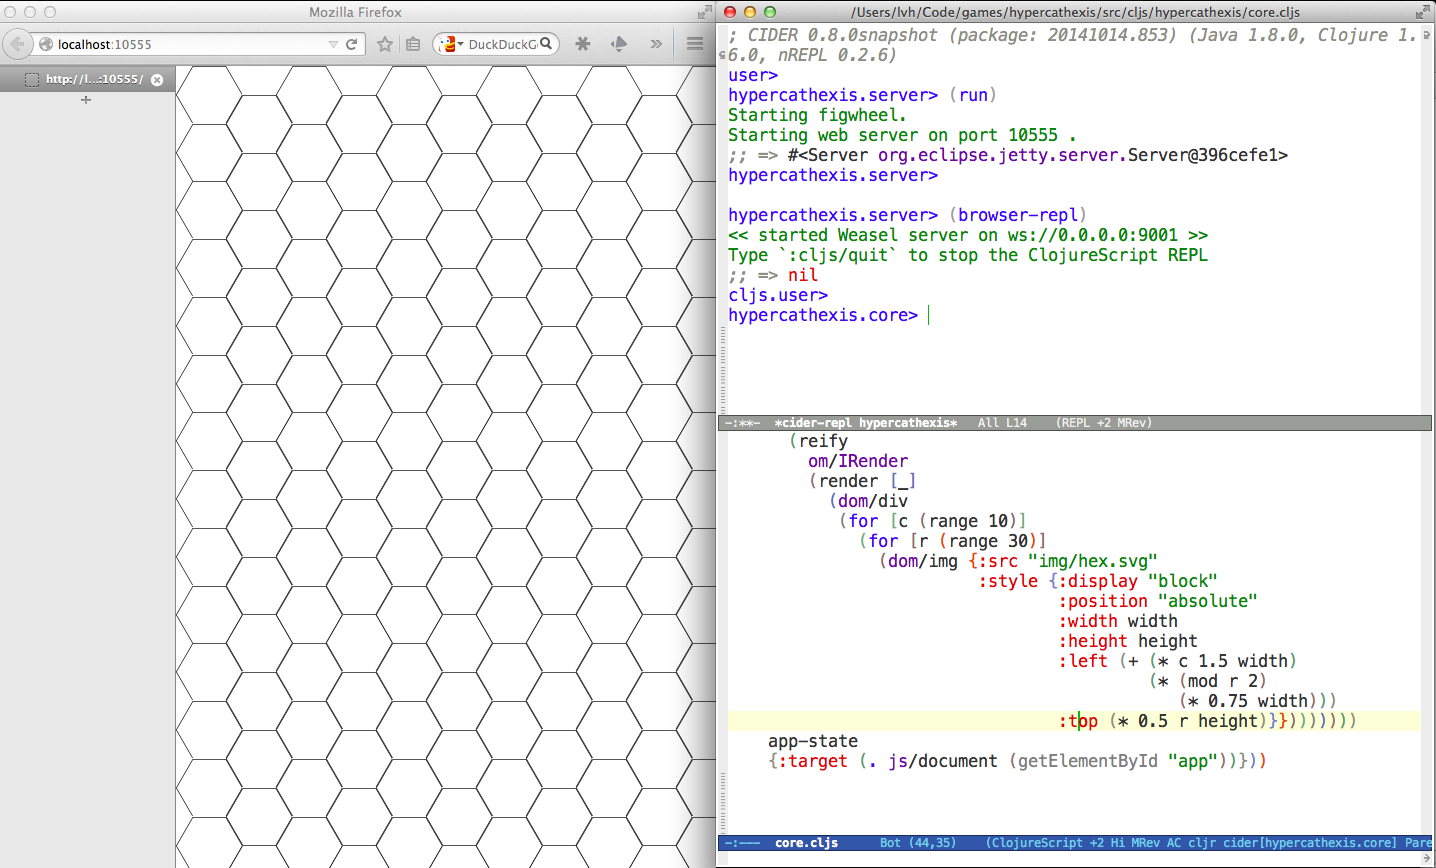 Mozilla Firefox
localhost:10555
DuckDuckG
http://l...:10555/
+
/Users/lvh/Code/games/hypercathexis/src/cljs/hypercathexis/core.cljs
; CIDER 0.8.0snapshot (package: 20141014.853) (Java 1.8.0, Clojure 1.
6.0, nREPL 0.2.6)
user>
hypercathexis.server> (run)
Starting figwheel.
Starting web server on port 10555 .
;; => #<Server org.eclipse.jetty.server.Server@396cefe1>
hypercathexis.server>
hypercathexis.server> (browser-repl)
<< started Weasel server on ws://0.0.0.0:9001 >>
Type `:cljs/quit` to stop the ClojureScript REPL
;; => nil
cljs.user>
hypercathexis.core>
-:**-  *cider-repl hypercathexis*   All L14    (REPL +2 MRev)
(reify
om/IRender
(render [_]
(dom/div
(for [c (range 10)]
(for [r (range 30)]
(dom/img {:src "img/hex.svg"
:style {:display "block"
:position "absolute"
:width width
:height height
:left (+ (* c 1.5 width)
(* (mod r 2)
(* 0.75 width)))
:top (* 0.5 r height)}}))))))))
app-state
{:target (. js/document (getElementById "app"))}))
-:---  core.cljs      Bot (44,35)    (ClojureScript +2 Hi MRev AC cljr cider[hypercathexis.core] Pare